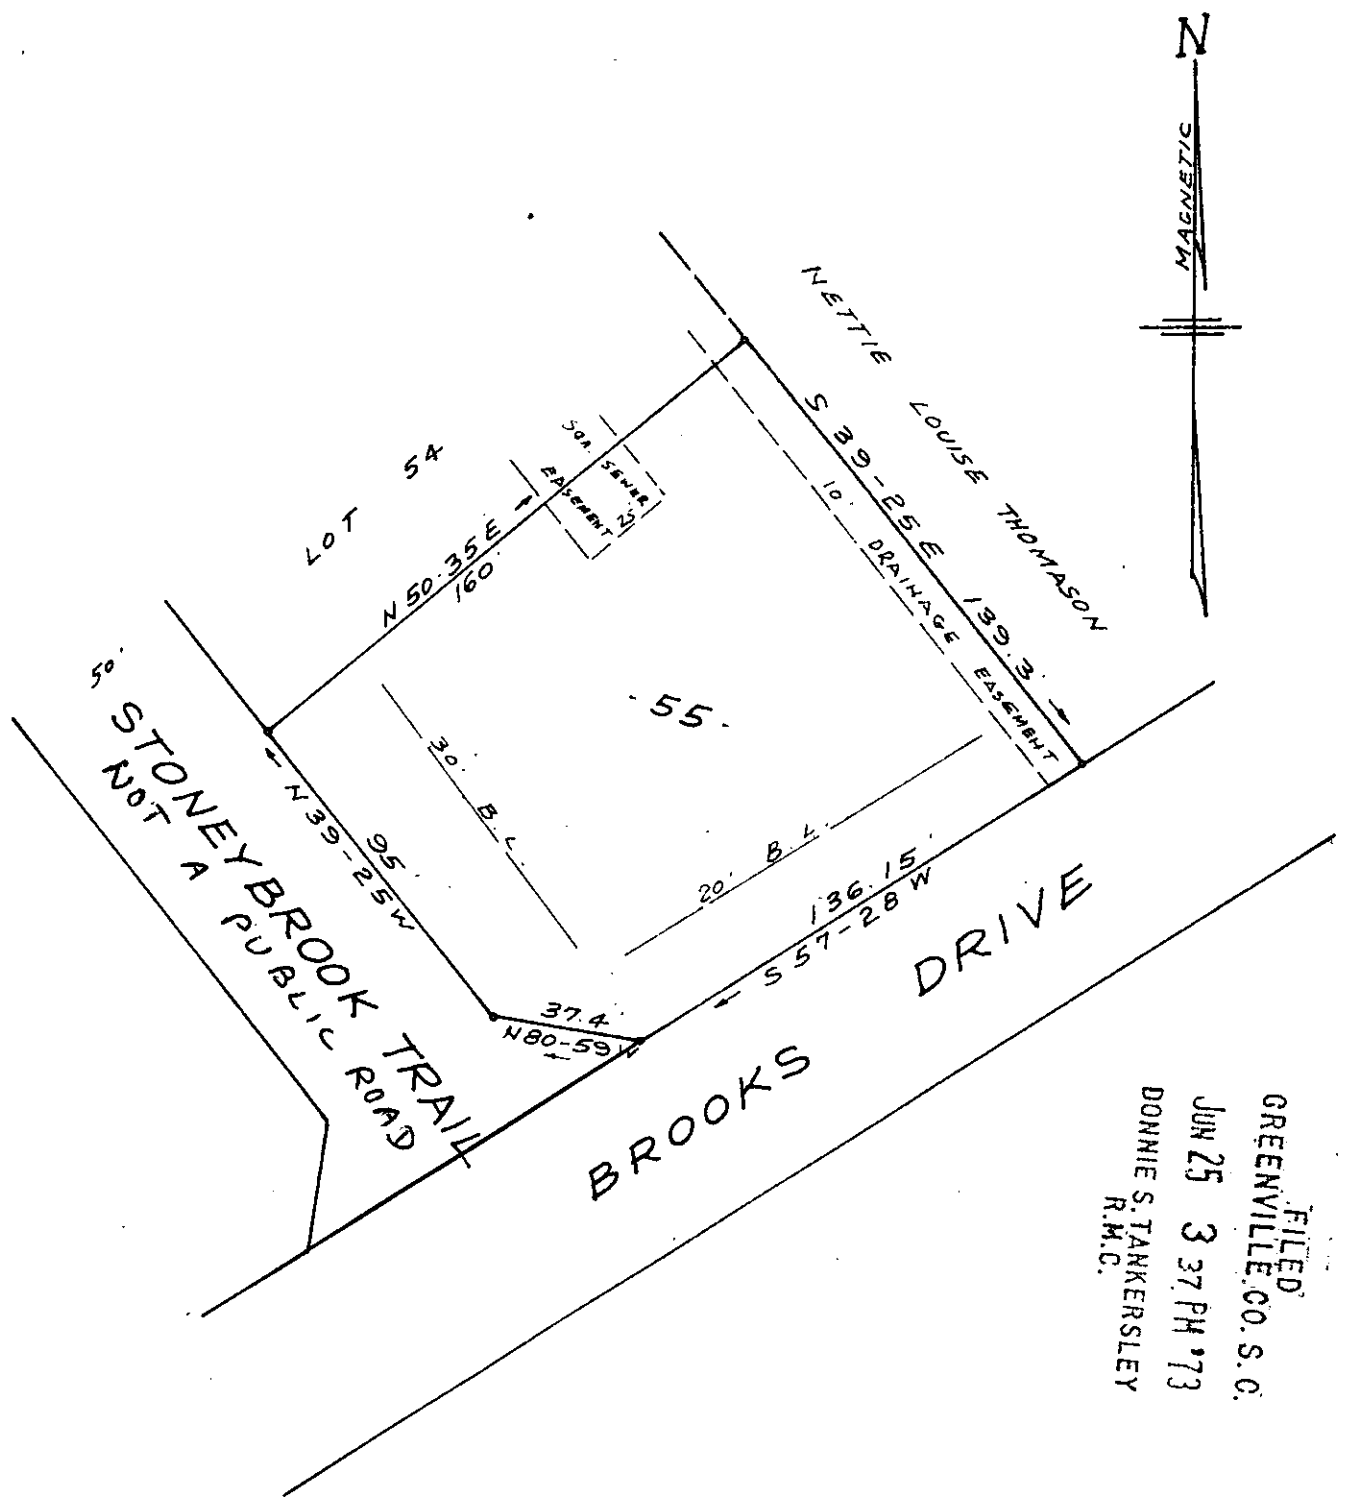 N
MAGNETIC
NETTIE LOUISE THOMASON
S 39-25 E 139.3
10' DRAINAGE EASEMENT
LOT 54
SAN. SEWER
EASEMENT 25'
N 50-35 E
160'
- 55 -
50'
STONEYBROOK TRAIL
NOT A PUBLIC ROAD
95
N 39-25 W
30' B.L.
20' B.L.
136.15'
S 57-28 W
37.4'
N 80-59 W
BROOKS DRIVE
FILED
GREENVILLE CO. S. C.
JUN 25 3 37 PM '73
DONNIE S. TANKERSLEY
R.M.C.